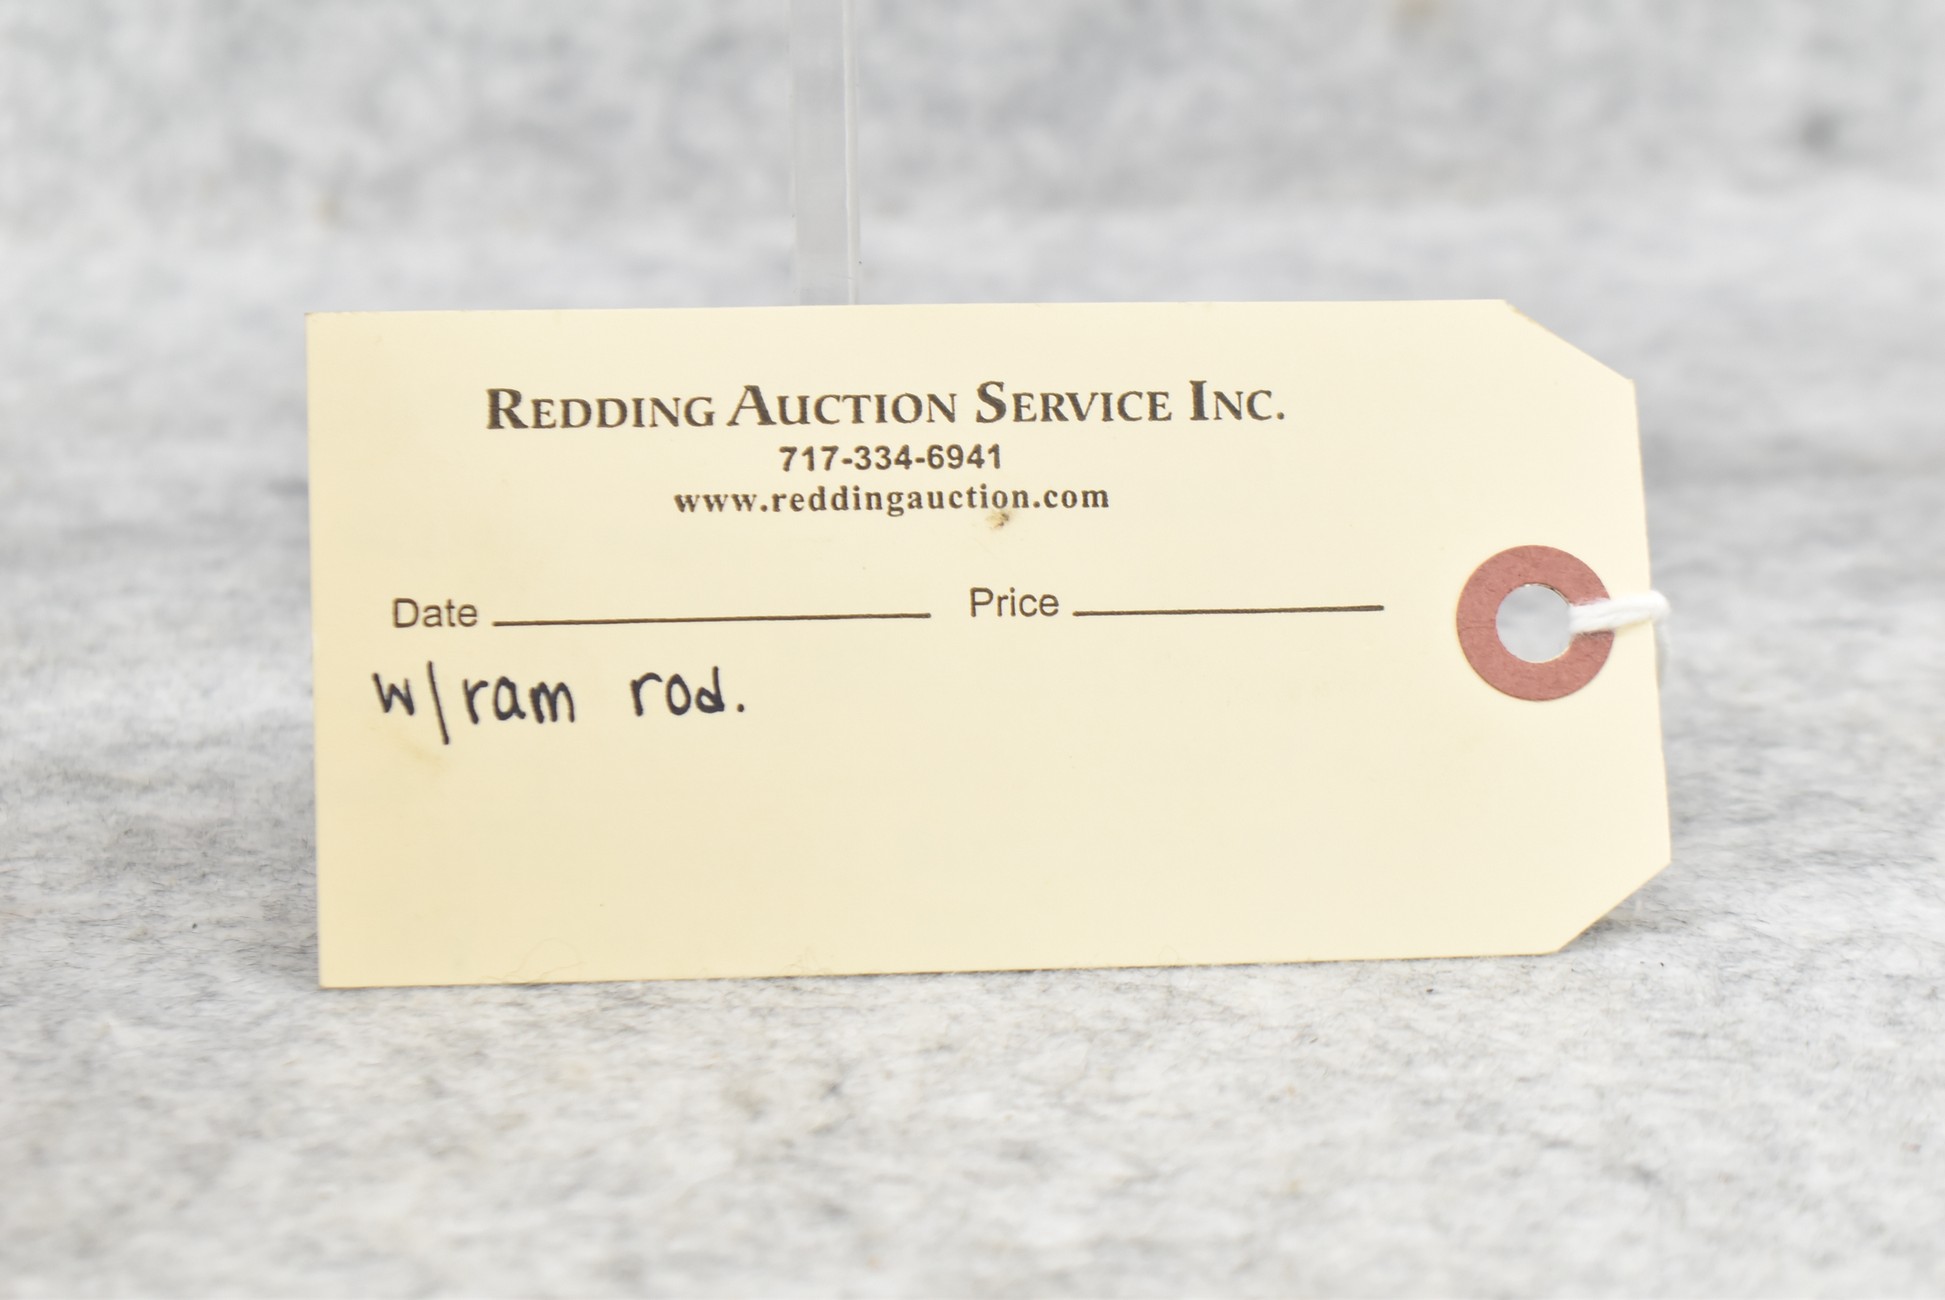 REDDING AUCTION SERVICE INC.
717-334-6941
www.reddingauction.com
Date Price
w/ram rod.